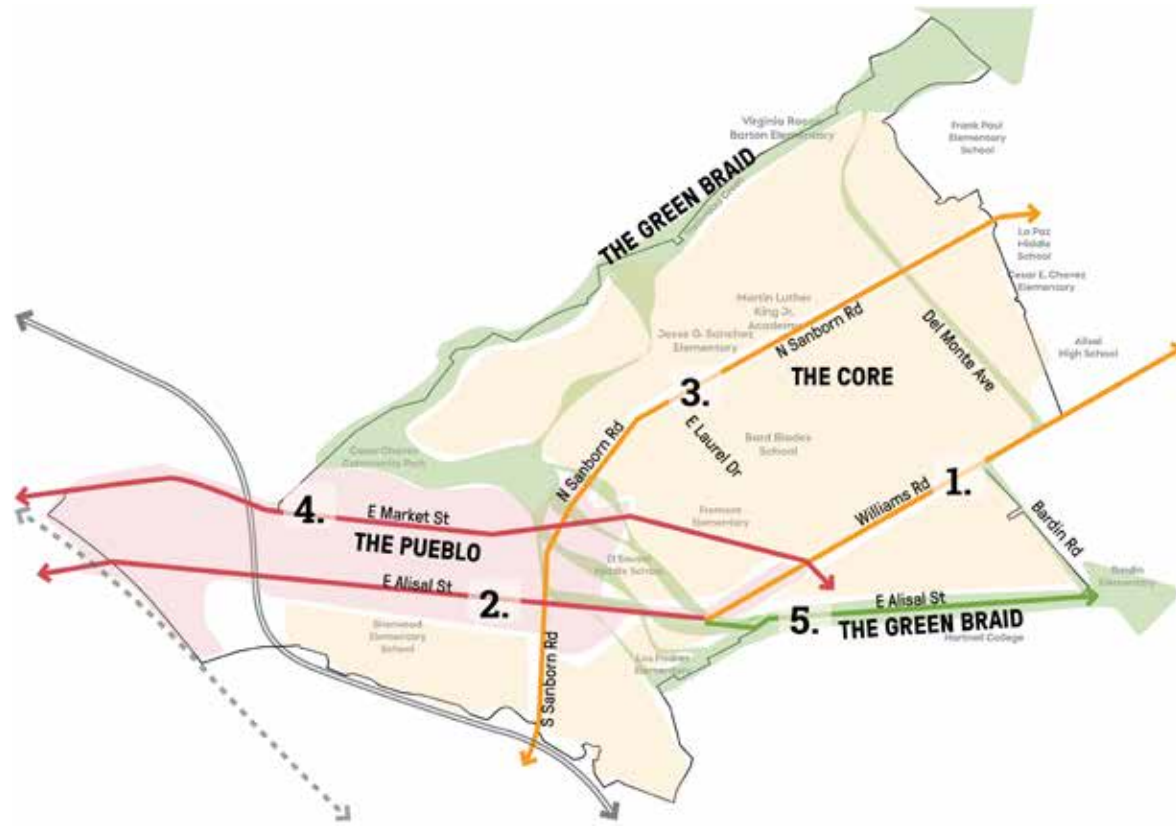 Virginia Rocca
Barton Elementary
Frank Paul
Elementary
School
THE GREEN BRAID
La Paz
Middle
School
Cesar E. Chavez
Elementary
Martin Luther
King Jr.
Academy
Jesse G. Sanchez
Elementary
N Sanborn Rd
Del Monte Ave
Alisal
High School
THE CORE
3.
E Laurel Dr
Bard Blades
School
N Sanborn Rd
Cesar Chavez
Community Park
1.
Williams Rd
4.
E Market St
THE PUEBLO
Fremont
Elementary
Bardin Rd
El Sausal
Middle School
E Alisal St
2.
Bardin
Elementary
E Alisal St
5.
THE GREEN BRAID
Hartnell College
Sherwood
Elementary
School
Los Padres
Elementary
S Sanborn Rd